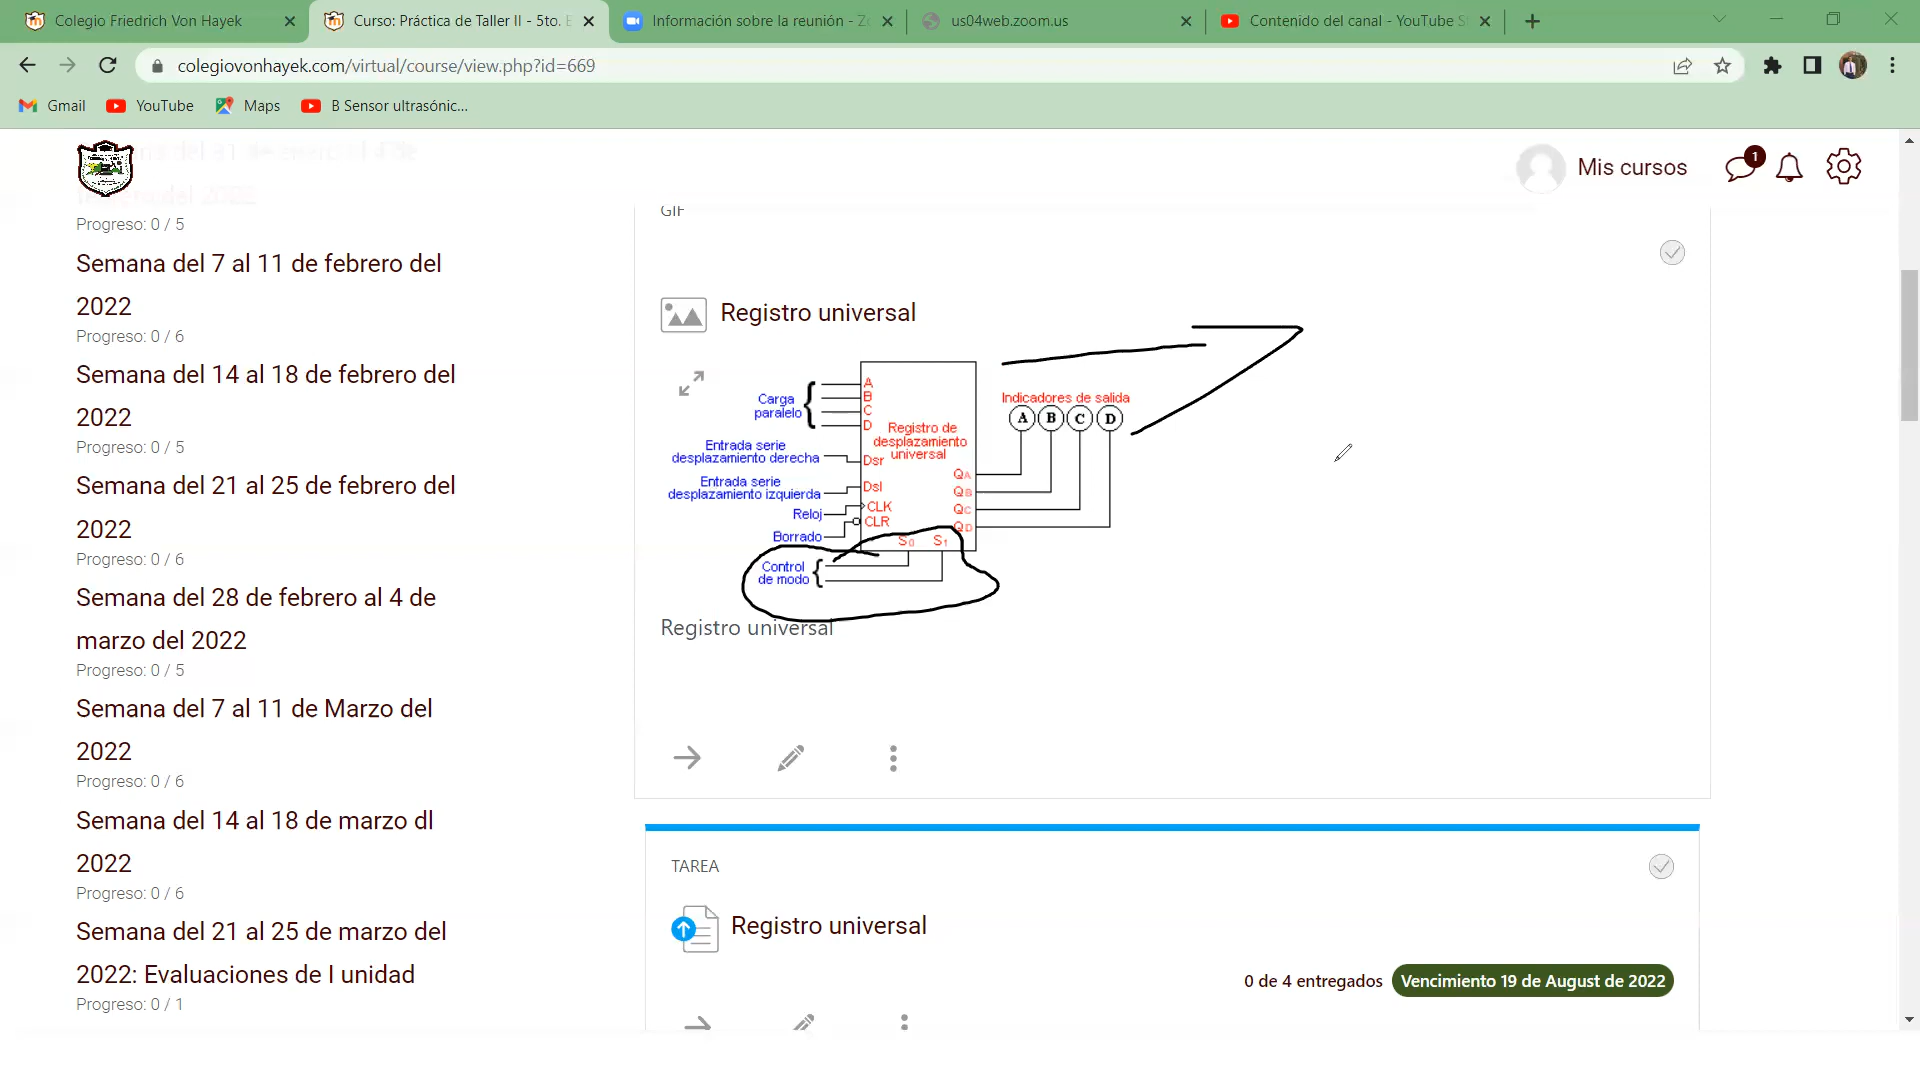 Colegio Friedrich Von Hayek
Curso: Práctica de Taller II - 5to. E
Información sobre la reunión - Zo
us04web.zoom.us
Contenido del canal - YouTube S
colegiovonhayek.com/virtual/course/view.php?id=669
Gmail
YouTube
Maps
B Sensor ultrasónic...
Mis cursos
1
Progreso: 0 / 5
Semana del 7 al 11 de febrero del
2022
Progreso: 0 / 6
Semana del 14 al 18 de febrero del
2022
Progreso: 0 / 5
Semana del 21 al 25 de febrero del
2022
Progreso: 0 / 6
Semana del 28 de febrero al 4 de
marzo del 2022
Progreso: 0 / 5
Semana del 7 al 11 de Marzo del
2022
Progreso: 0 / 6
Semana del 14 al 18 de marzo dl
2022
Progreso: 0 / 6
Semana del 21 al 25 de marzo del
2022: Evaluaciones de I unidad
Progreso: 0 / 1
GIF
Registro universal
Carga
paralelo
A
B
C
D
Entrada serie
desplazamiento derecha
Dsr
Entrada serie
desplazamiento izquierda
Dsl
Reloj
CLK
Borrado
CLR
Control
de modo
S0
S1
Registro de
desplazamiento
universal
QA
QB
QC
QD
Indicadores de salida
A B C D
Registro universal
TAREA
Registro universal
0 de 4 entregados
Vencimiento 19 de August de 2022